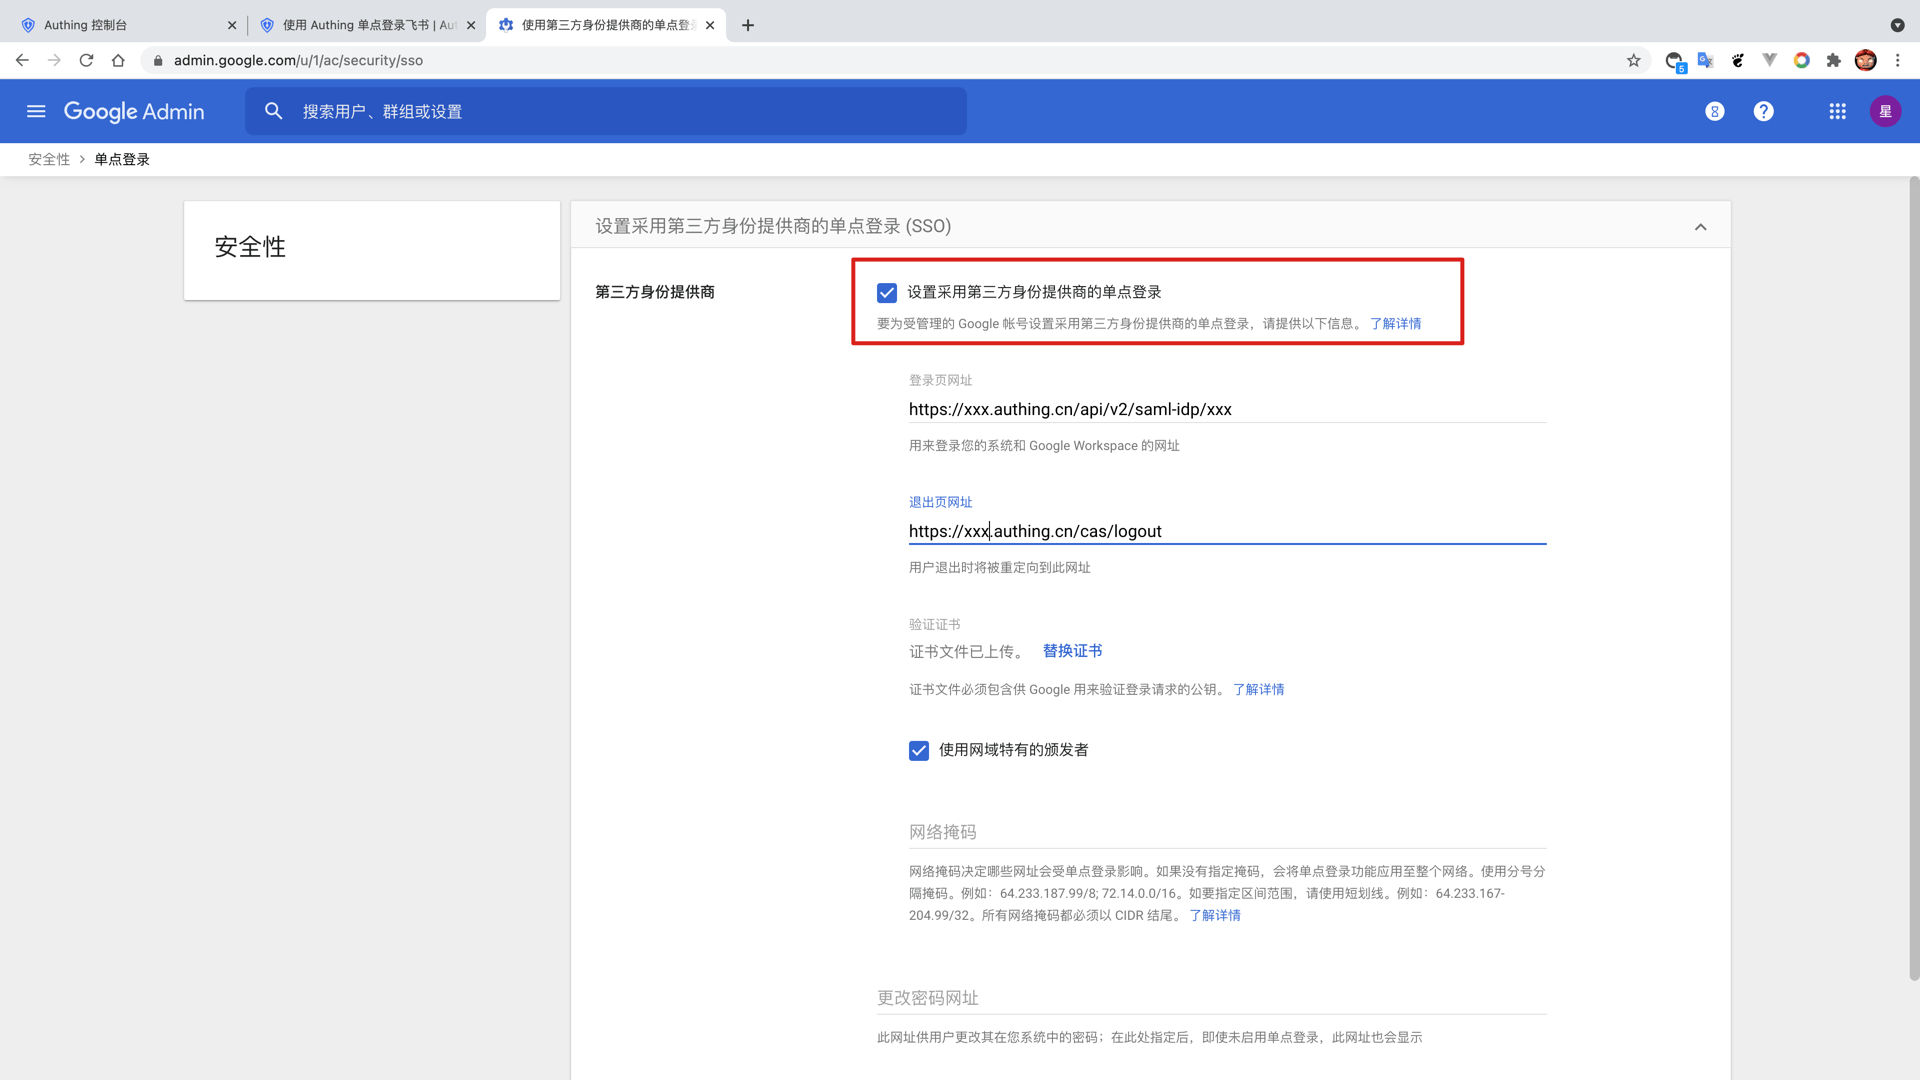 Authing 控制台
使用 Authing 单点登录飞书 | Aut
使用第三方身份提供商的单点登录
admin.google.com/u/1/ac/security/sso
5
Google Admin
搜索用户、群组或设置
星
安全性 > 单点登录
安全性
设置采用第三方身份提供商的单点登录 (SSO)
第三方身份提供商
设置采用第三方身份提供商的单点登录
要为受管理的 Google 帐号设置采用第三方身份提供商的单点登录，请提供以下信息。 了解详情
登录页网址
https://xxx.authing.cn/api/v2/saml-idp/xxx
用来登录您的系统和 Google Workspace 的网址
退出页网址
https://xxx.authing.cn/cas/logout
用户退出时将被重定向到此网址
验证证书
证书文件已上传。 替换证书
证书文件必须包含供 Google 用来验证登录请求的公钥。 了解详情
使用网域特有的颁发者
网络掩码
网络掩码决定哪些网址会受单点登录影响。如果没有指定掩码，会将单点登录功能应用至整个网络。使用分号分
隔掩码。例如：64.233.187.99/8; 72.14.0.0/16。如要指定区间范围，请使用短划线。例如：64.233.167-
204.99/32。所有网络掩码都必须以 CIDR 结尾。 了解详情
更改密码网址
此网址供用户更改其在您系统中的密码；在此处指定后，即使未启用单点登录，此网址也会显示